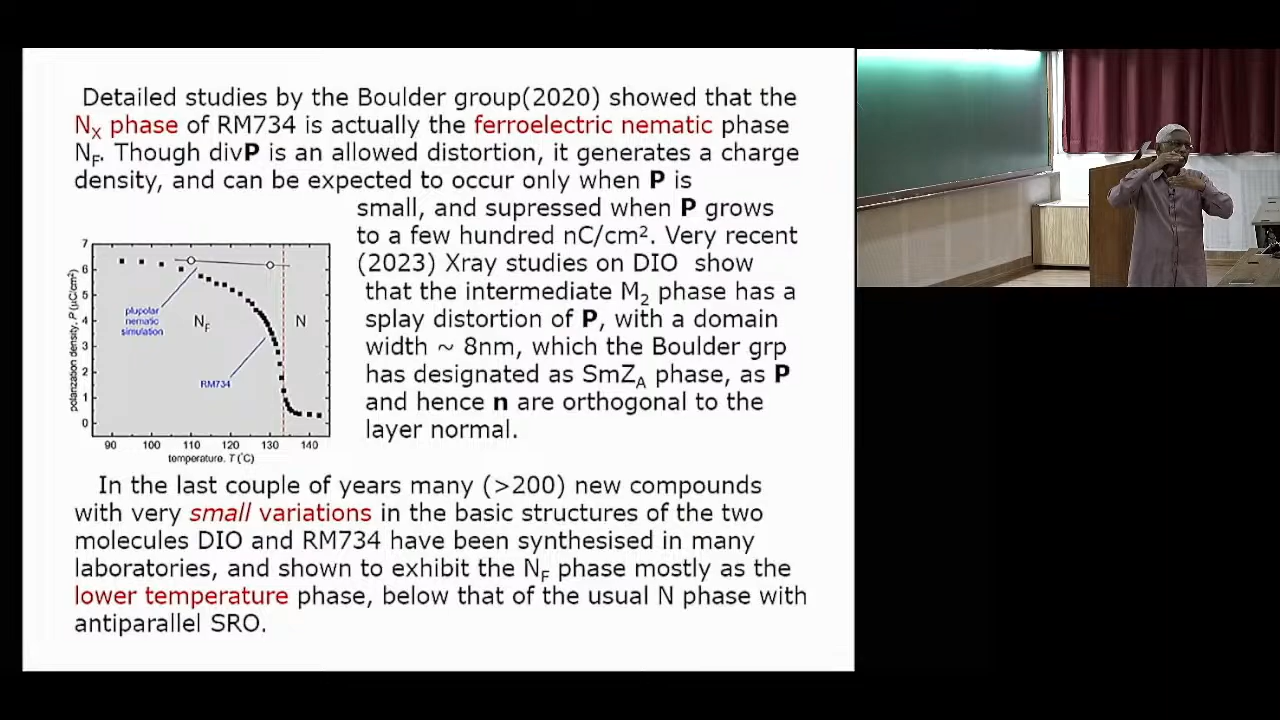 Detailed studies by the Boulder group(2020) showed that the
N_X phase of RM734 is actually the ferroelectric nematic phase
N_F. Though divP is an allowed distortion, it generates a charge
density, and can be expected to occur only when P is
small, and supressed when P grows
to a few hundred nC/cm². Very recent
(2023) Xray studies on DIO show
that the intermediate M₂ phase has a
splay distortion of P, with a domain
width ~ 8nm, which the Boulder grp
has designated as SmZ_A phase, as P
and hence n are orthogonal to the
layer normal.
7
6
5
4
3
2
1
0
polarization density, P (μC/cm²)
plupolar
nematic
simulation
N_F
N
RM734
90 100 110 120 130 140
temperature, T (°C)
In the last couple of years many (>200) new compounds
with very small variations in the basic structures of the two
molecules DIO and RM734 have been synthesised in many
laboratories, and shown to exhibit the N_F phase mostly as the
lower temperature phase, below that of the usual N phase with
antiparallel SRO.